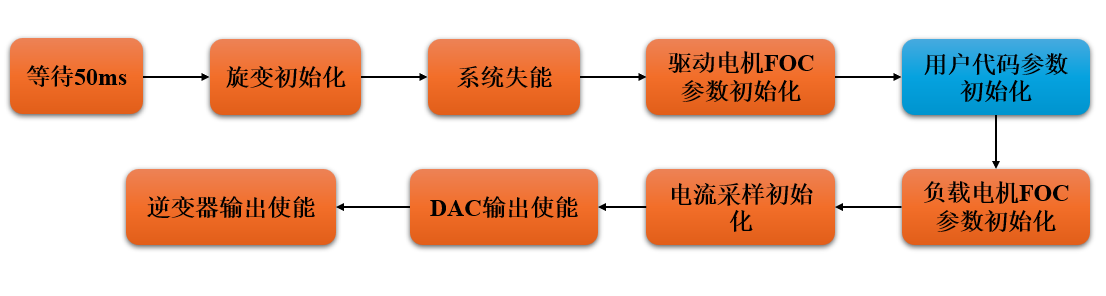 等待50ms
旋变初始化
系统失能
驱动电机FOC
参数初始化
用户代码参数
初始化
负载电机FOC
参数初始化
电流采样初始
化
DAC输出使能
逆变器输出使能